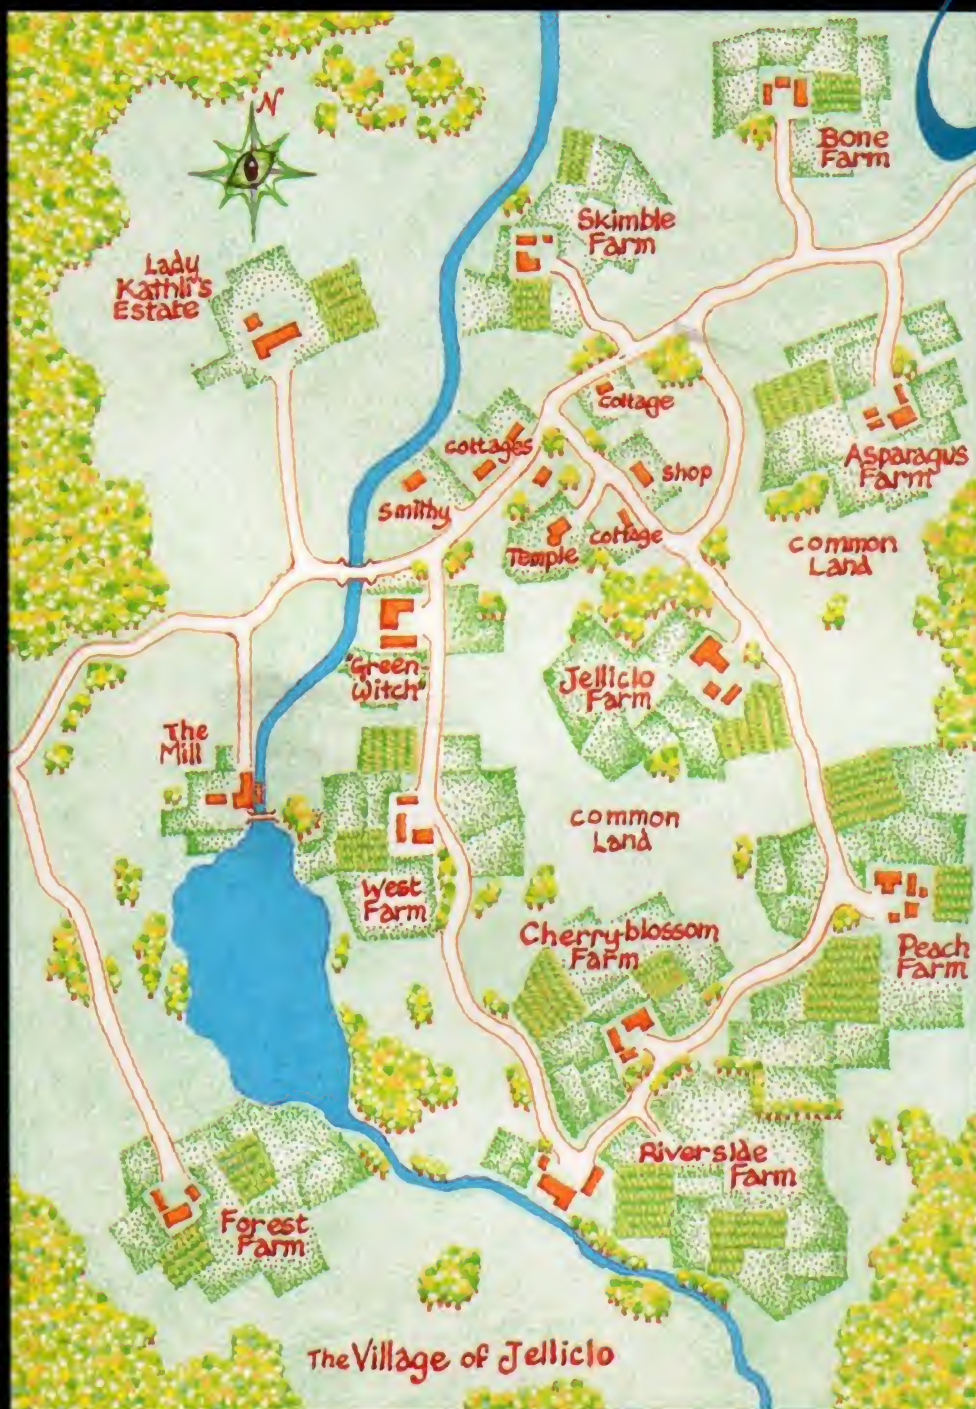 N
Bone
Farm
Skimble
Farm
Lady
Kathli's
Estate
cottage
cottages
Asparagus
Farm
shop
Smithy
Temple
cottage
common
Land
"Green-
Witch"
Jelliclo
Farm
The
Mill
common
Land
West
Farm
Cherry-blossom
Farm
Peach
Farm
Riverside
Farm
Forest
Farm
The Village of Jelliclo